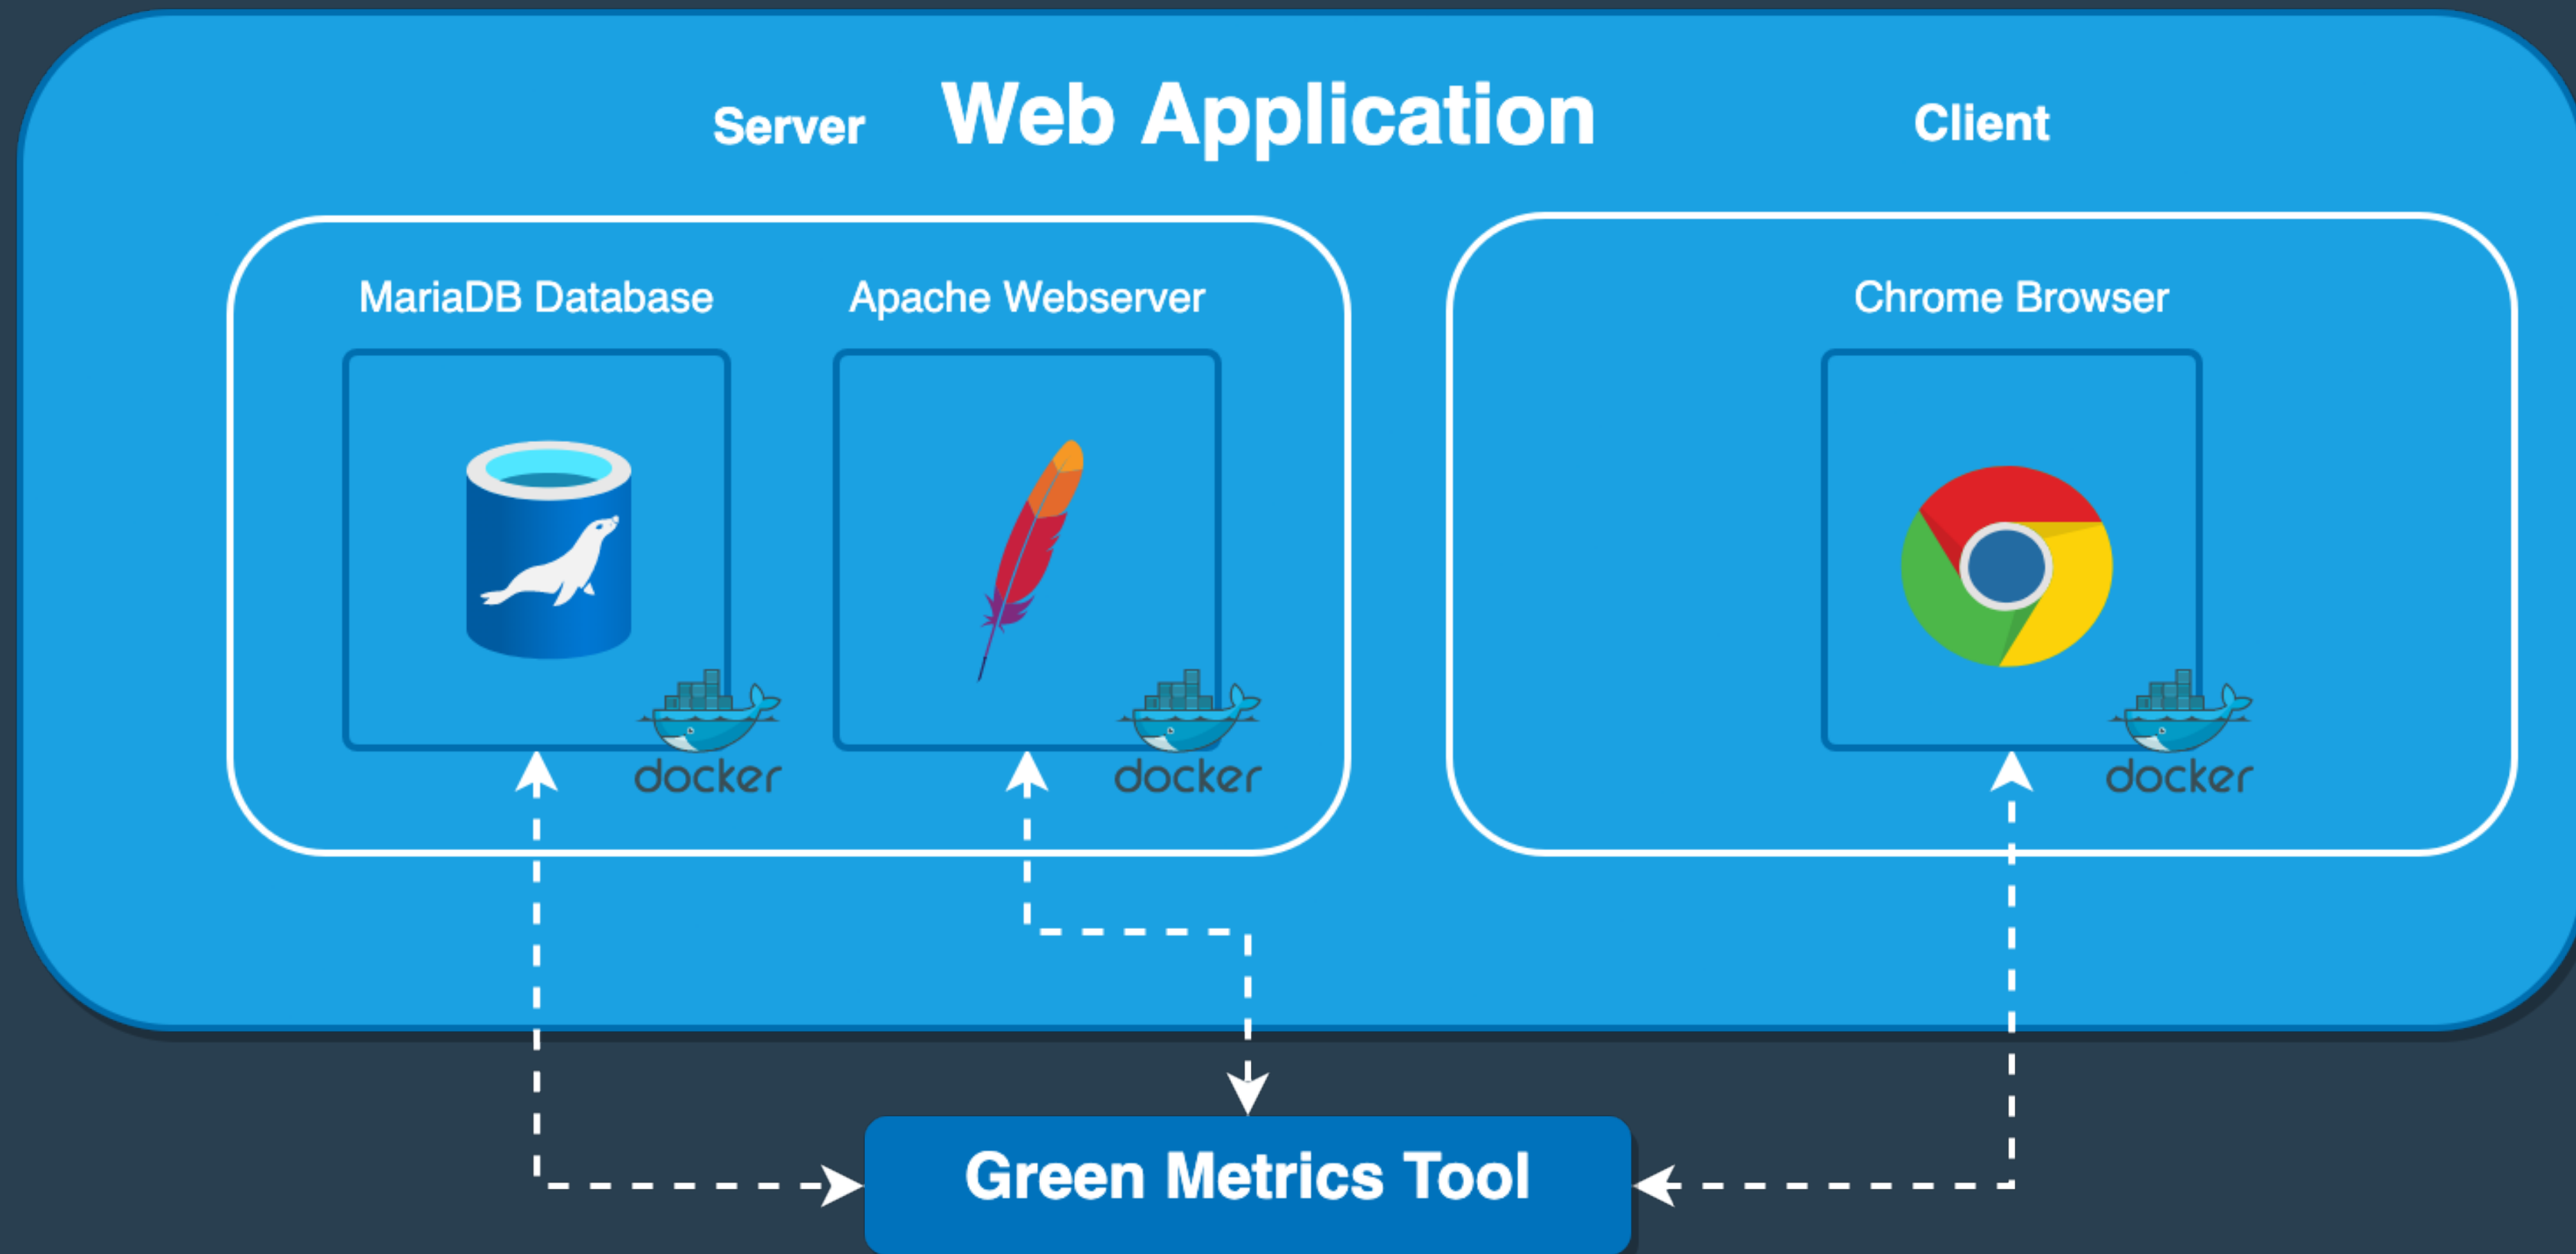 Web Application
Server
Client
MariaDB Database
Apache Webserver
Chrome Browser
docker
docker
docker
Green Metrics Tool